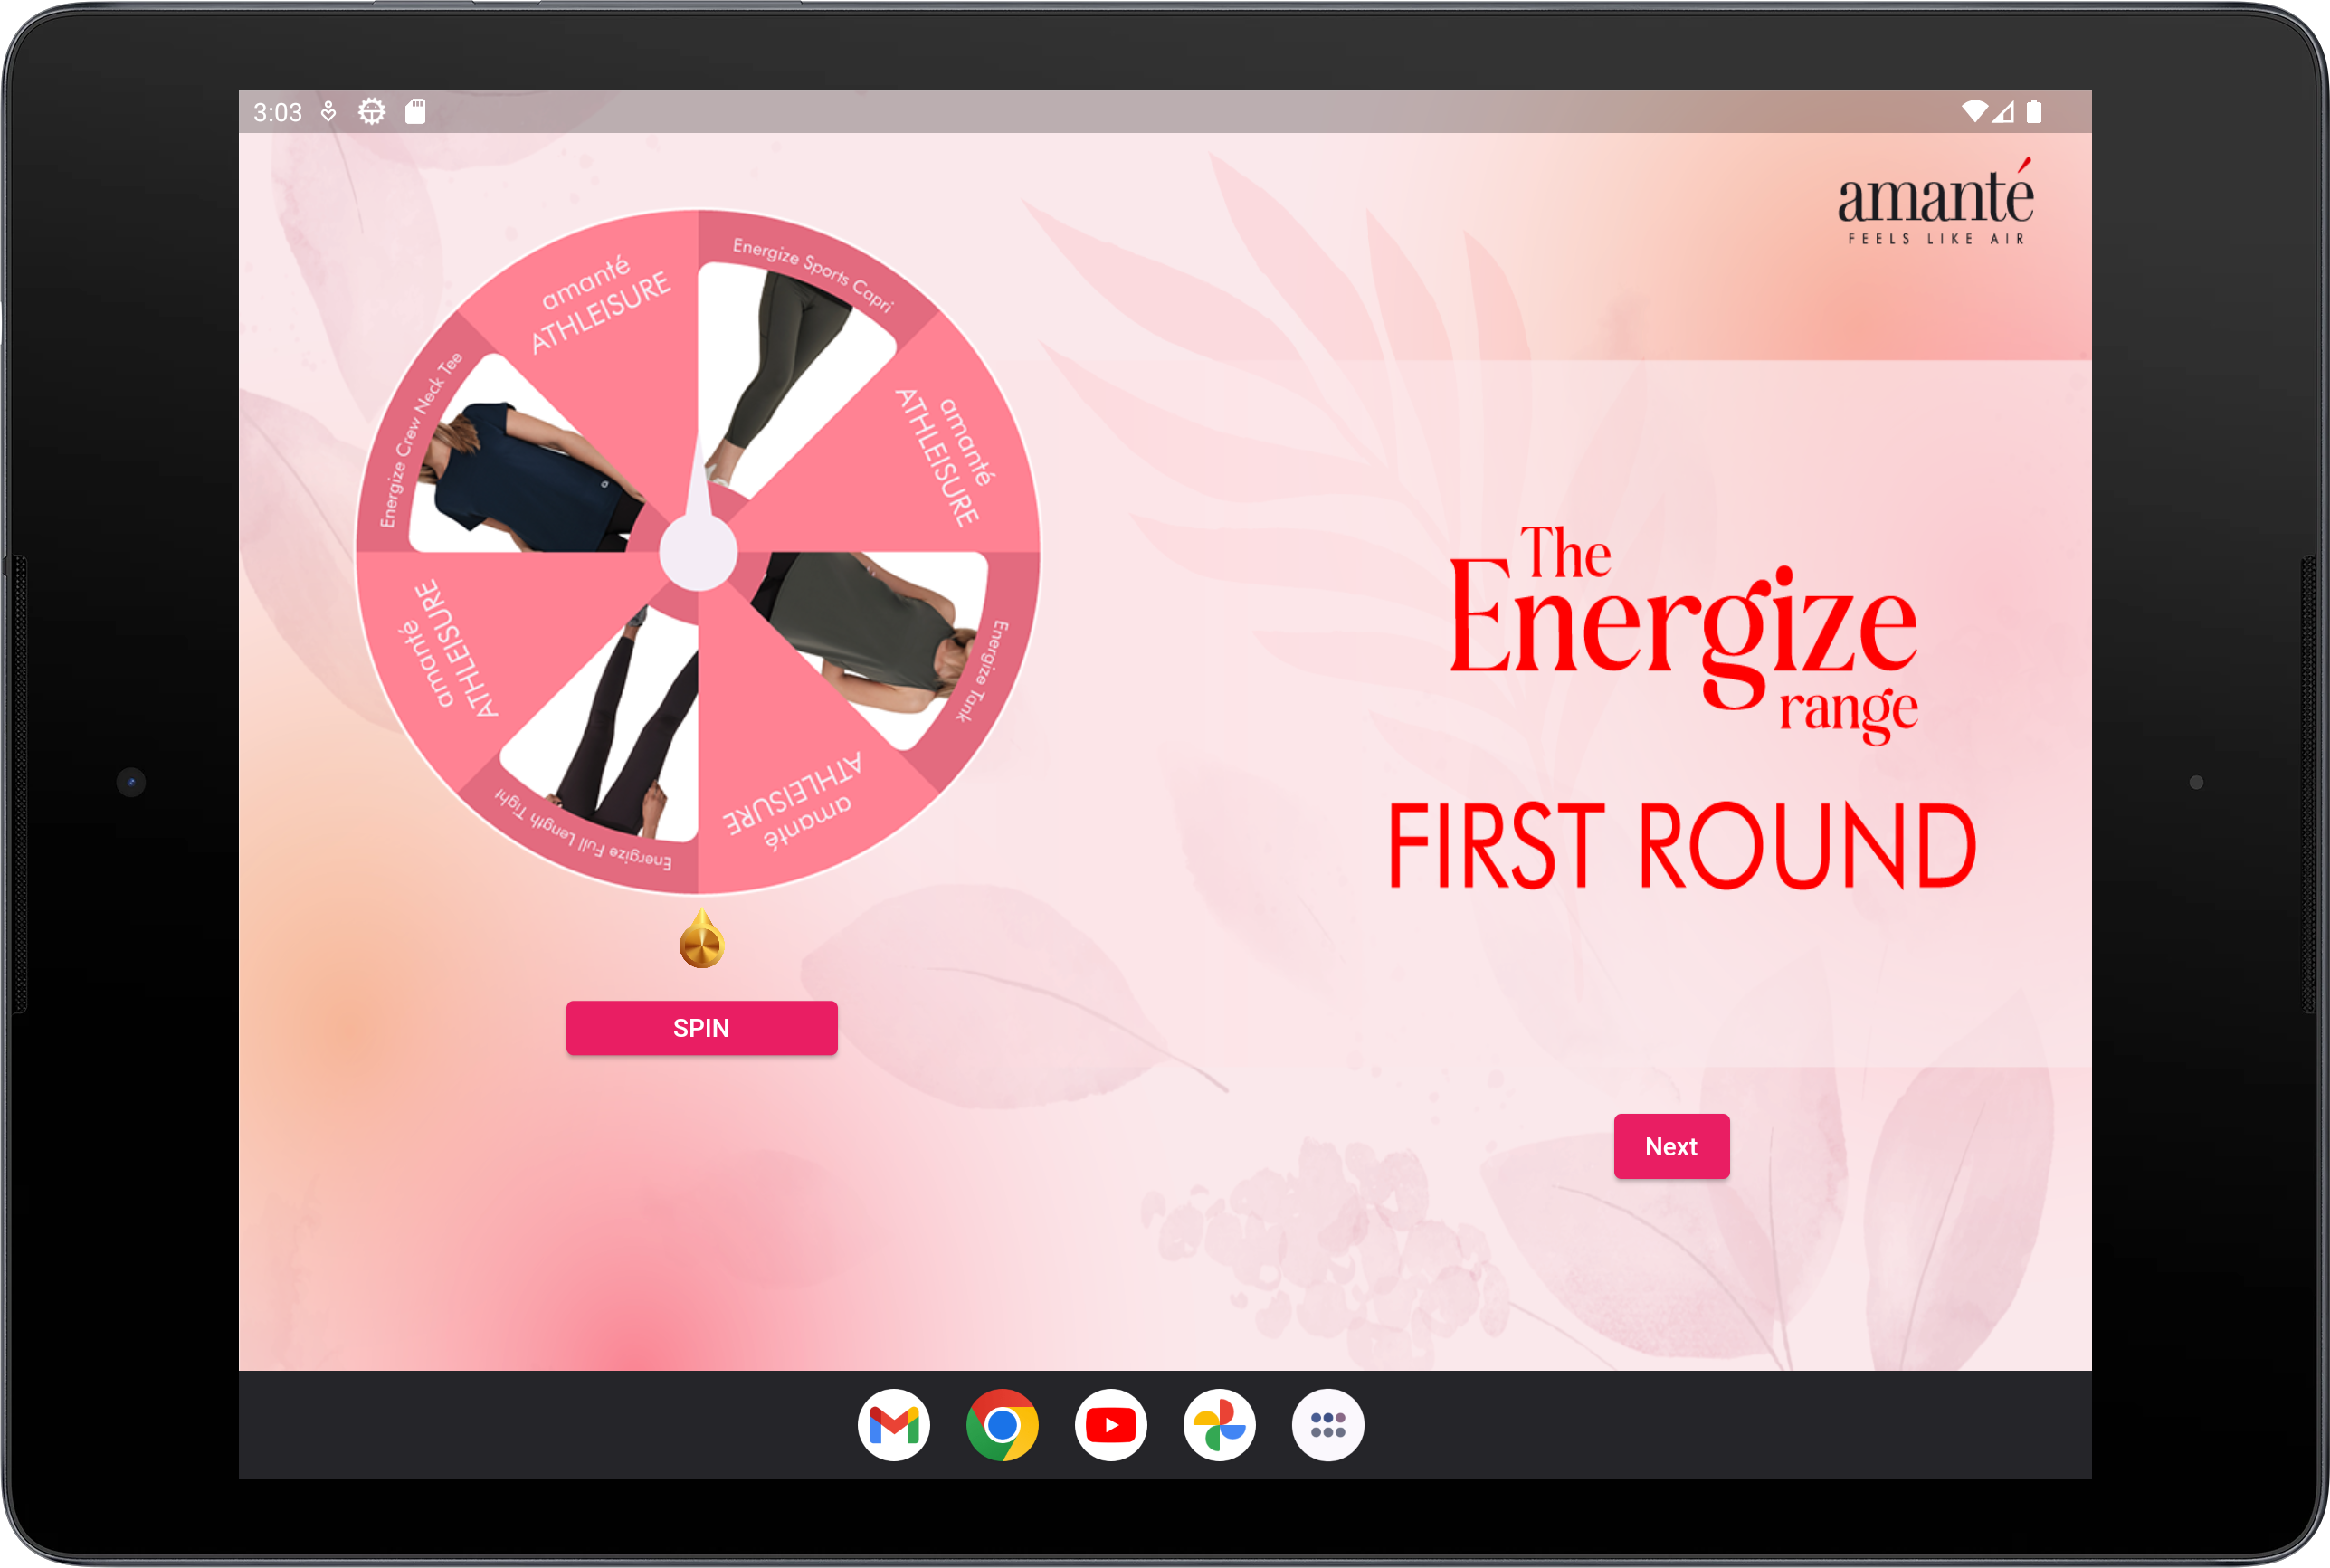 3:03
amanté
FEELS LIKE AIR
Energize Sports Capri
amanté
ATHLEISURE
amanté
ATHLEISURE
Energize Crew Neck Tee
Energize Tank
amanté
ATHLEISURE
Energize Full Length Tight
amanté
ATHLEISURE
The
Energize
range
FIRST ROUND
SPIN
Next